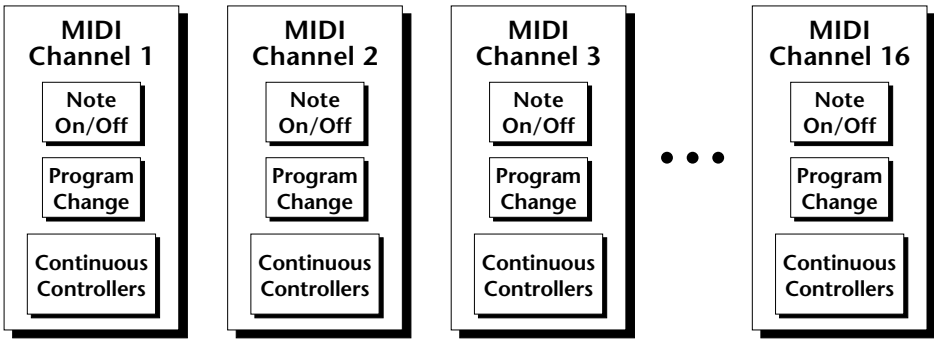 MIDI
Channel 1
Note
On/Off
Program
Change
Continuous
Controllers
MIDI
Channel 2
Note
On/Off
Program
Change
Continuous
Controllers
MIDI
Channel 3
Note
On/Off
Program
Change
Continuous
Controllers
• • •
MIDI
Channel 16
Note
On/Off
Program
Change
Continuous
Controllers